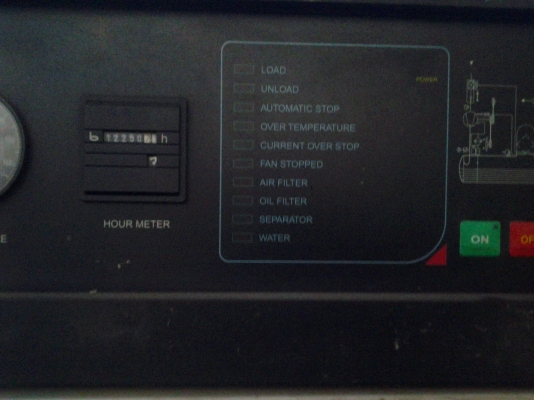 LOAD
UNLOAD
POWER
AUTOMATIC STOP
OVER TEMPERATURE
CURRENT OVER STOP
FAN STOPPED
AIR FILTER
OIL FILTER
SEPARATOR
WATER
h
7
HOUR METER
ON